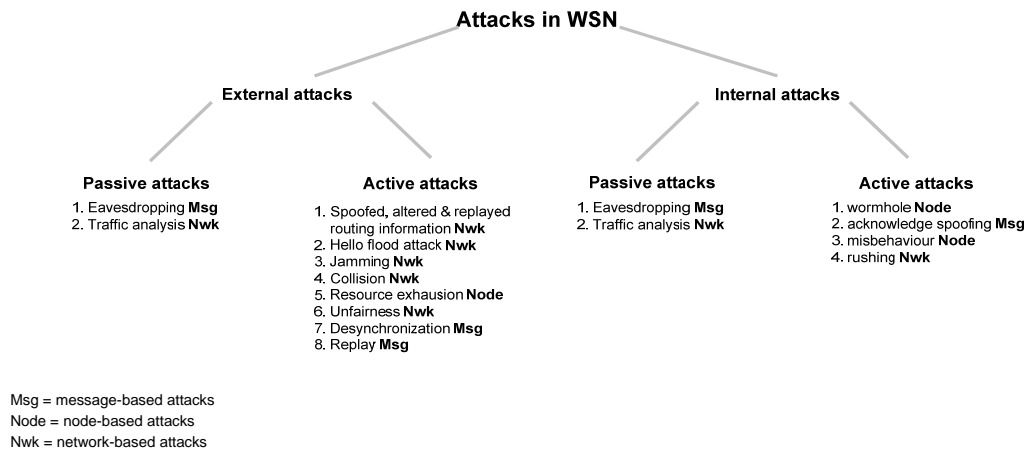 Attacks in WSN
External attacks
Internal attacks
Passive attacks
1. Eavesdropping Msg
2. Traffic analysis Nwk
Active attacks
1. Spoofed, altered & replayed
routing information Nwk
2. Hello flood attack Nwk
3. Jamming Nwk
4. Collision Nwk
5. Resource exhausion Node
6. Unfairness Nwk
7. Desynchronization Msg
8. Replay Msg
Passive attacks
1. Eavesdropping Msg
2. Traffic analysis Nwk
Active attacks
1. wormhole Node
2. acknowledge spoofing Msg
3. misbehaviour Node
4. rushing Nwk
Msg = message-based attacks
Node = node-based attacks
Nwk = network-based attacks